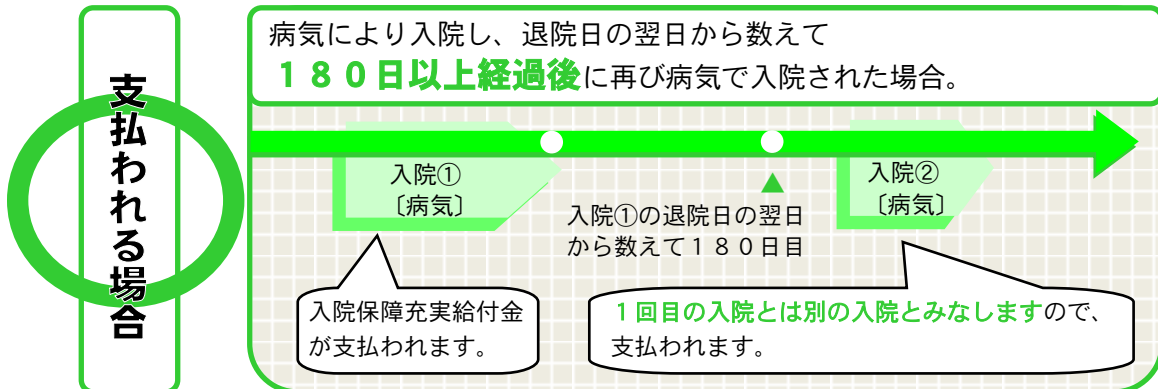 支払われる場合
病気により入院し、退院日の翌日から数えて
１８０日以上経過後に再び病気で入院された場合。
入院①
〔病気〕
入院①の退院日の翌日
から数えて１８０日目
入院②
〔病気〕
入院保障充実給付金
が支払われます。
１回目の入院とは別の入院とみなしますので、
支払われます。